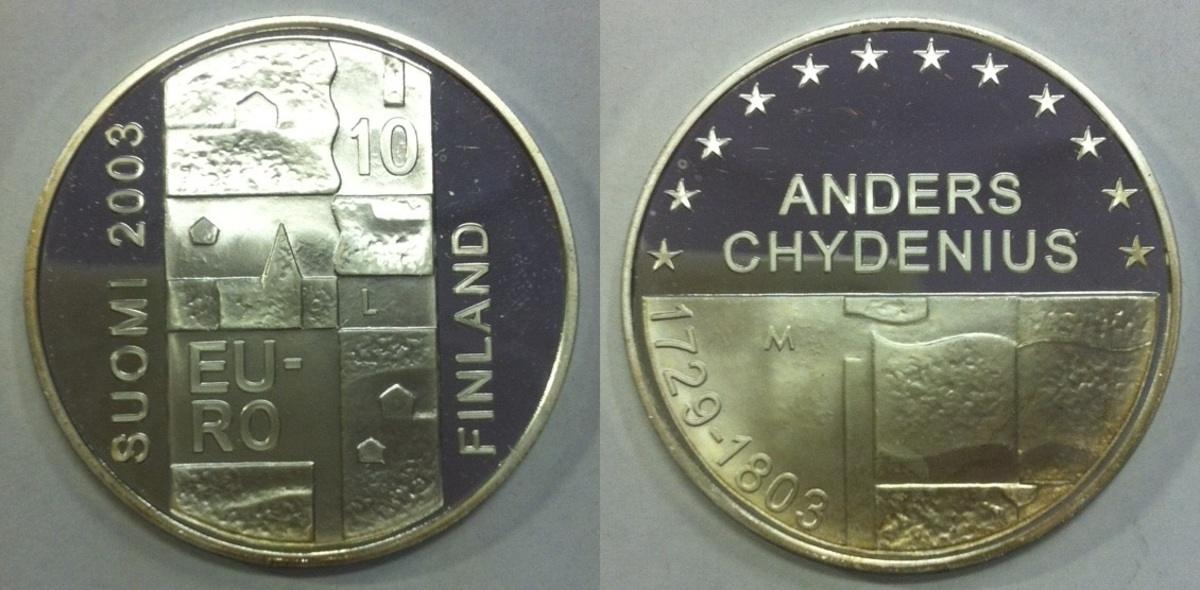 SUOMI 2003
10
L
EU-
RO
FINLAND
ANDERS
CHYDENIUS
M
1729-1803